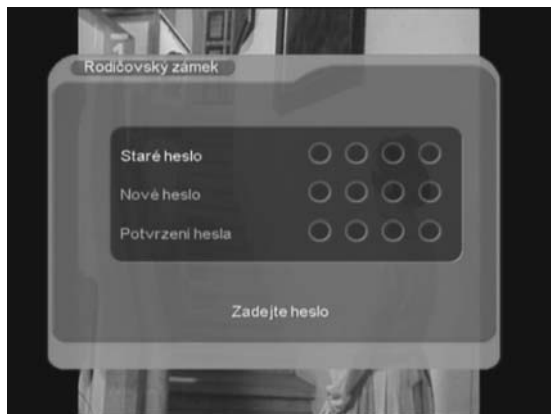 Rodičovský zámek
Staré heslo
Nové heslo
Potvrzení hesla
Zadejte heslo